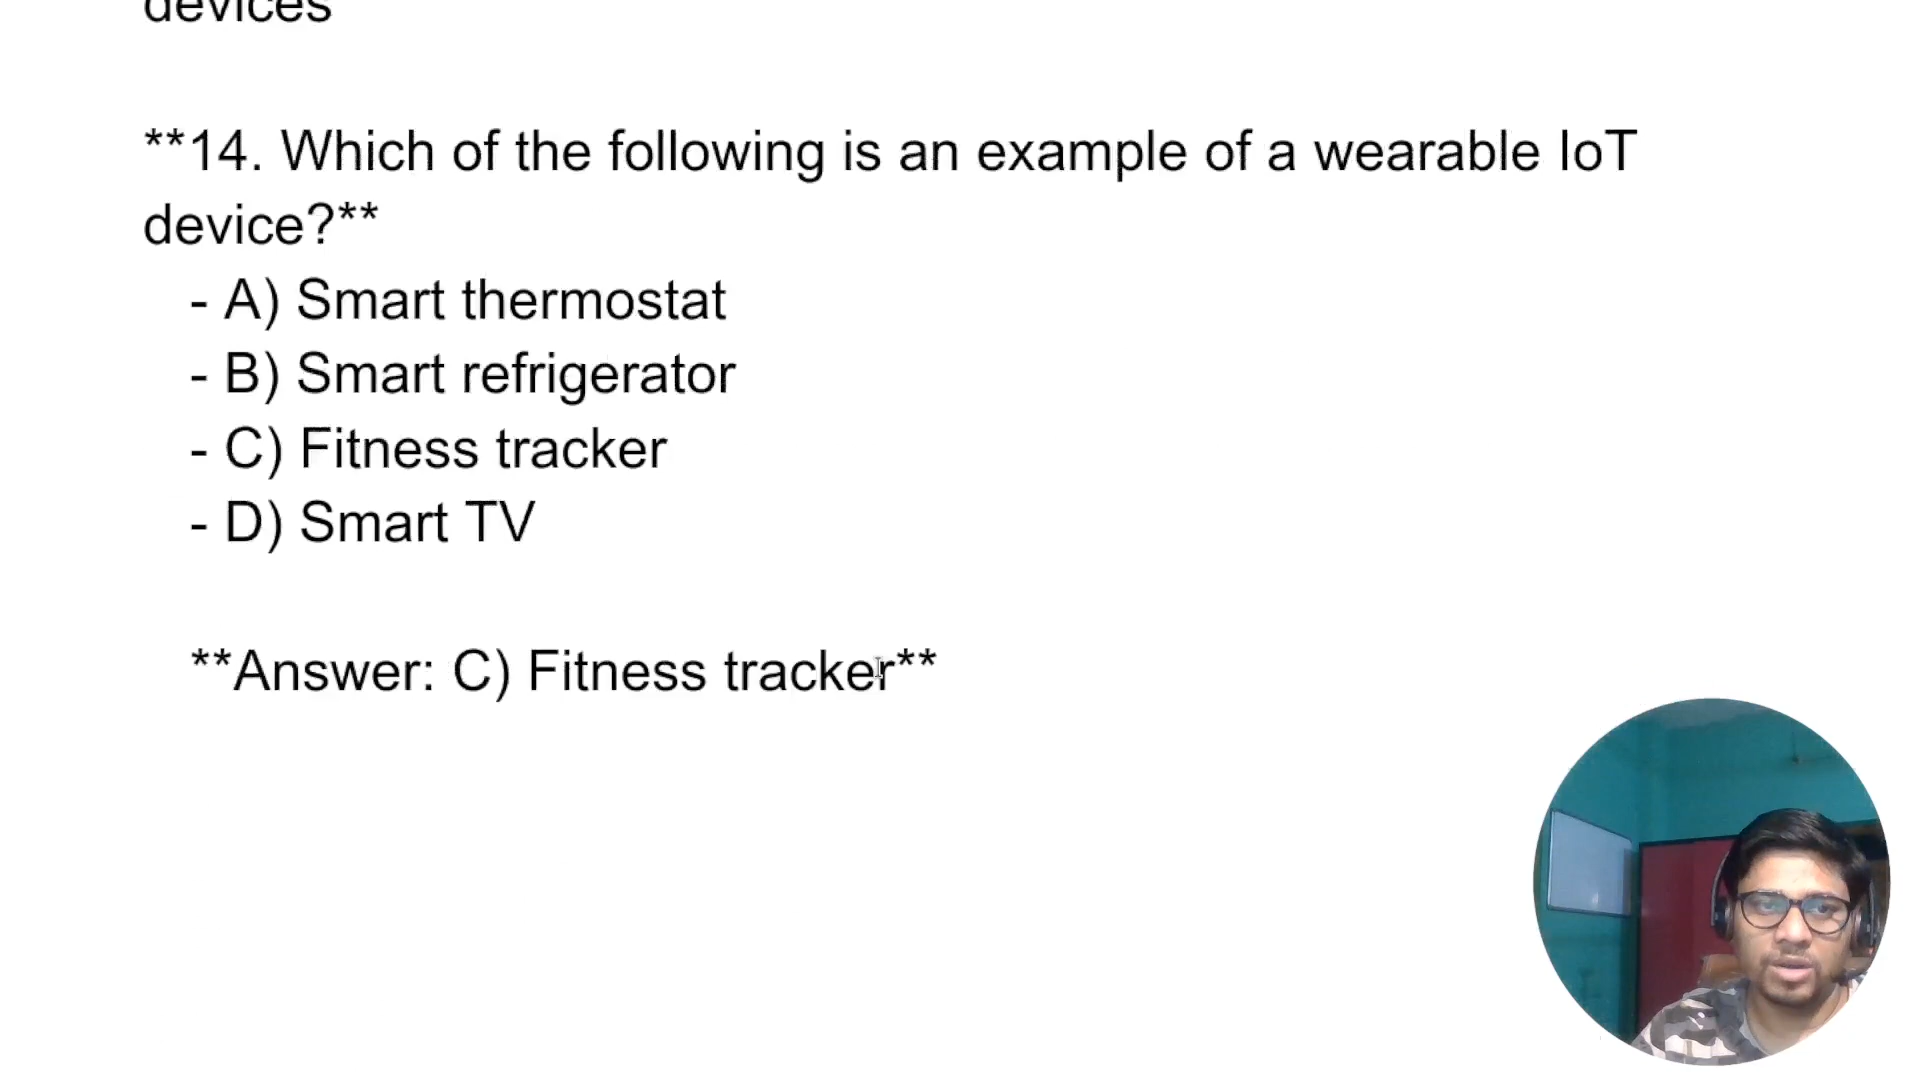 devices
**14. Which of the following is an example of a wearable IoT
device?**
- A) Smart thermostat
- B) Smart refrigerator
- C) Fitness tracker
- D) Smart TV
**Answer: C) Fitness tracker**